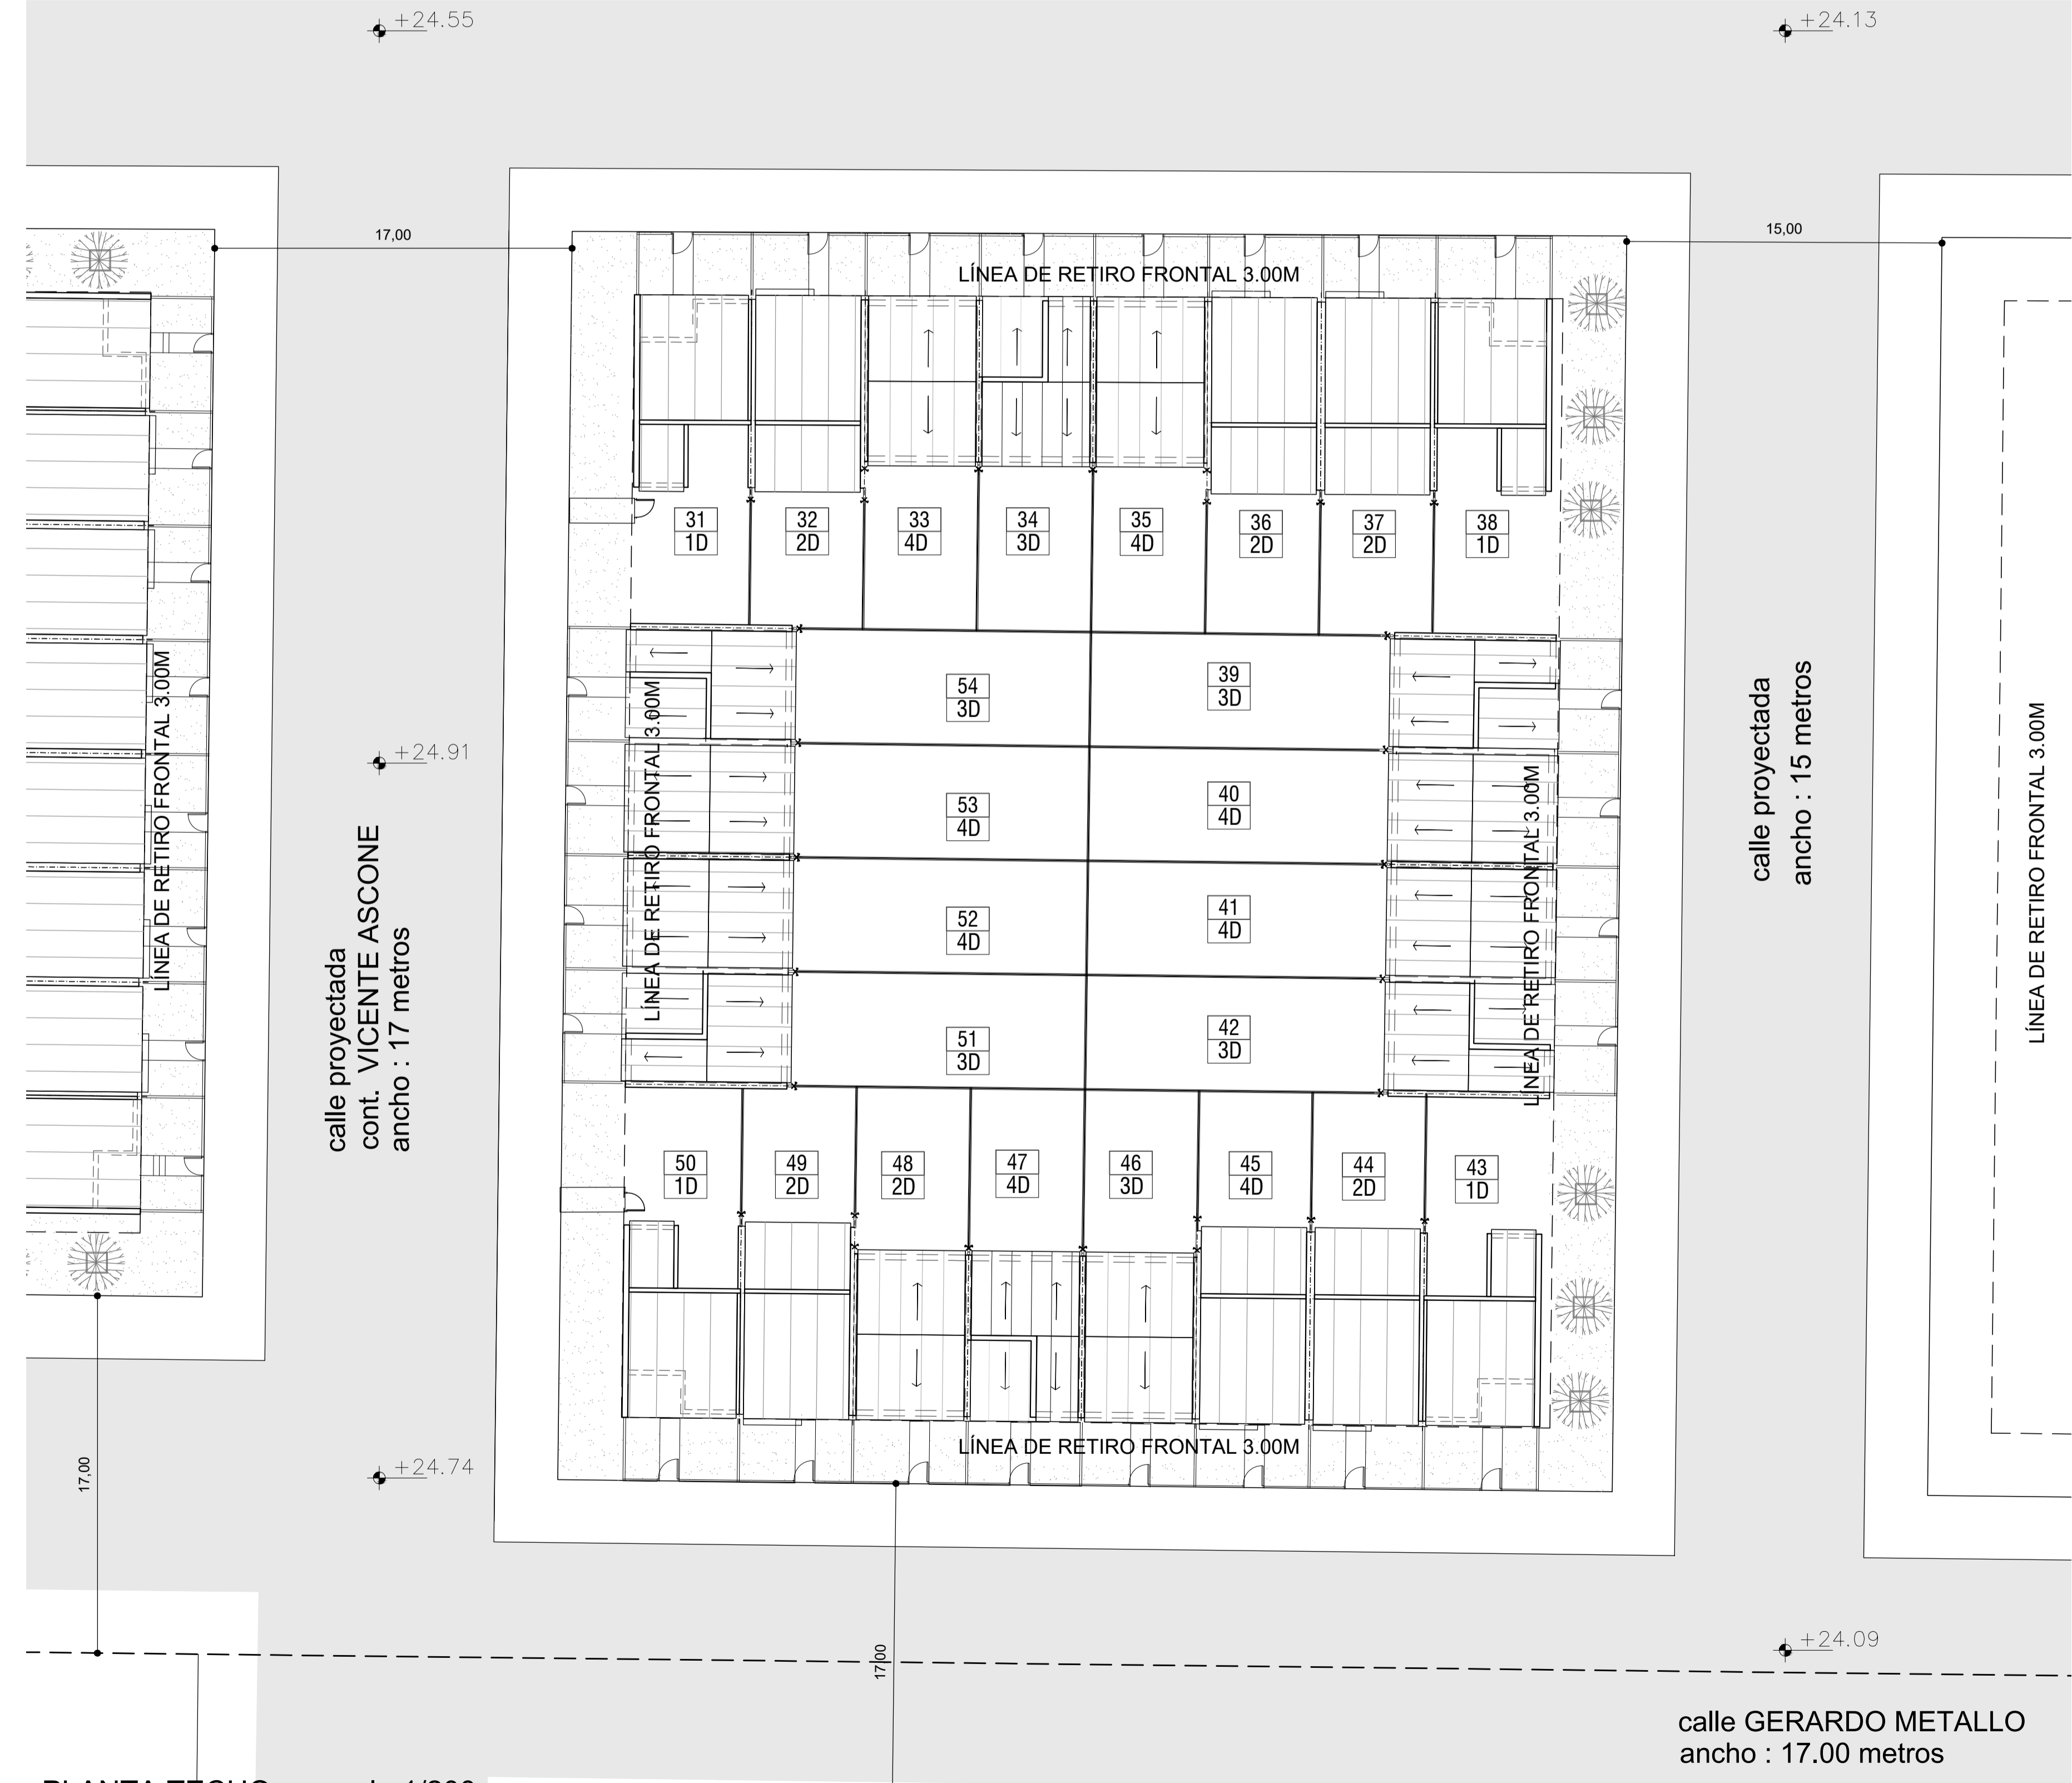 +24.55
+24.13
17,00
15,00
LÍNEA DE RETIRO FRONTAL 3.00M
31
1D
32
2D
33
4D
34
3D
35
4D
36
2D
37
2D
38
1D
54
3D
39
3D
53
4D
40
4D
52
4D
41
4D
51
3D
42
3D
50
1D
49
2D
48
2D
47
4D
46
3D
45
4D
44
2D
43
1D
LÍNEA DE RETIRO FRONTAL 3.00M
LÍNEA DE RETIRO FRONTAL 3.00M
LÍNEA DE RETIRO FRONTAL 3.00M
LÍNEA DE RETIRO FRONTAL 3.00M
+24.91
calle proyectada
cont. VICENTE ASCONE
ancho : 17 metros
calle proyectada
ancho : 15 metros
LÍNEA DE RETIRO FRONTAL 3.00M
+24.74
17,00
17,00
+24.09
calle GERARDO METALLO
ancho : 17.00 metros